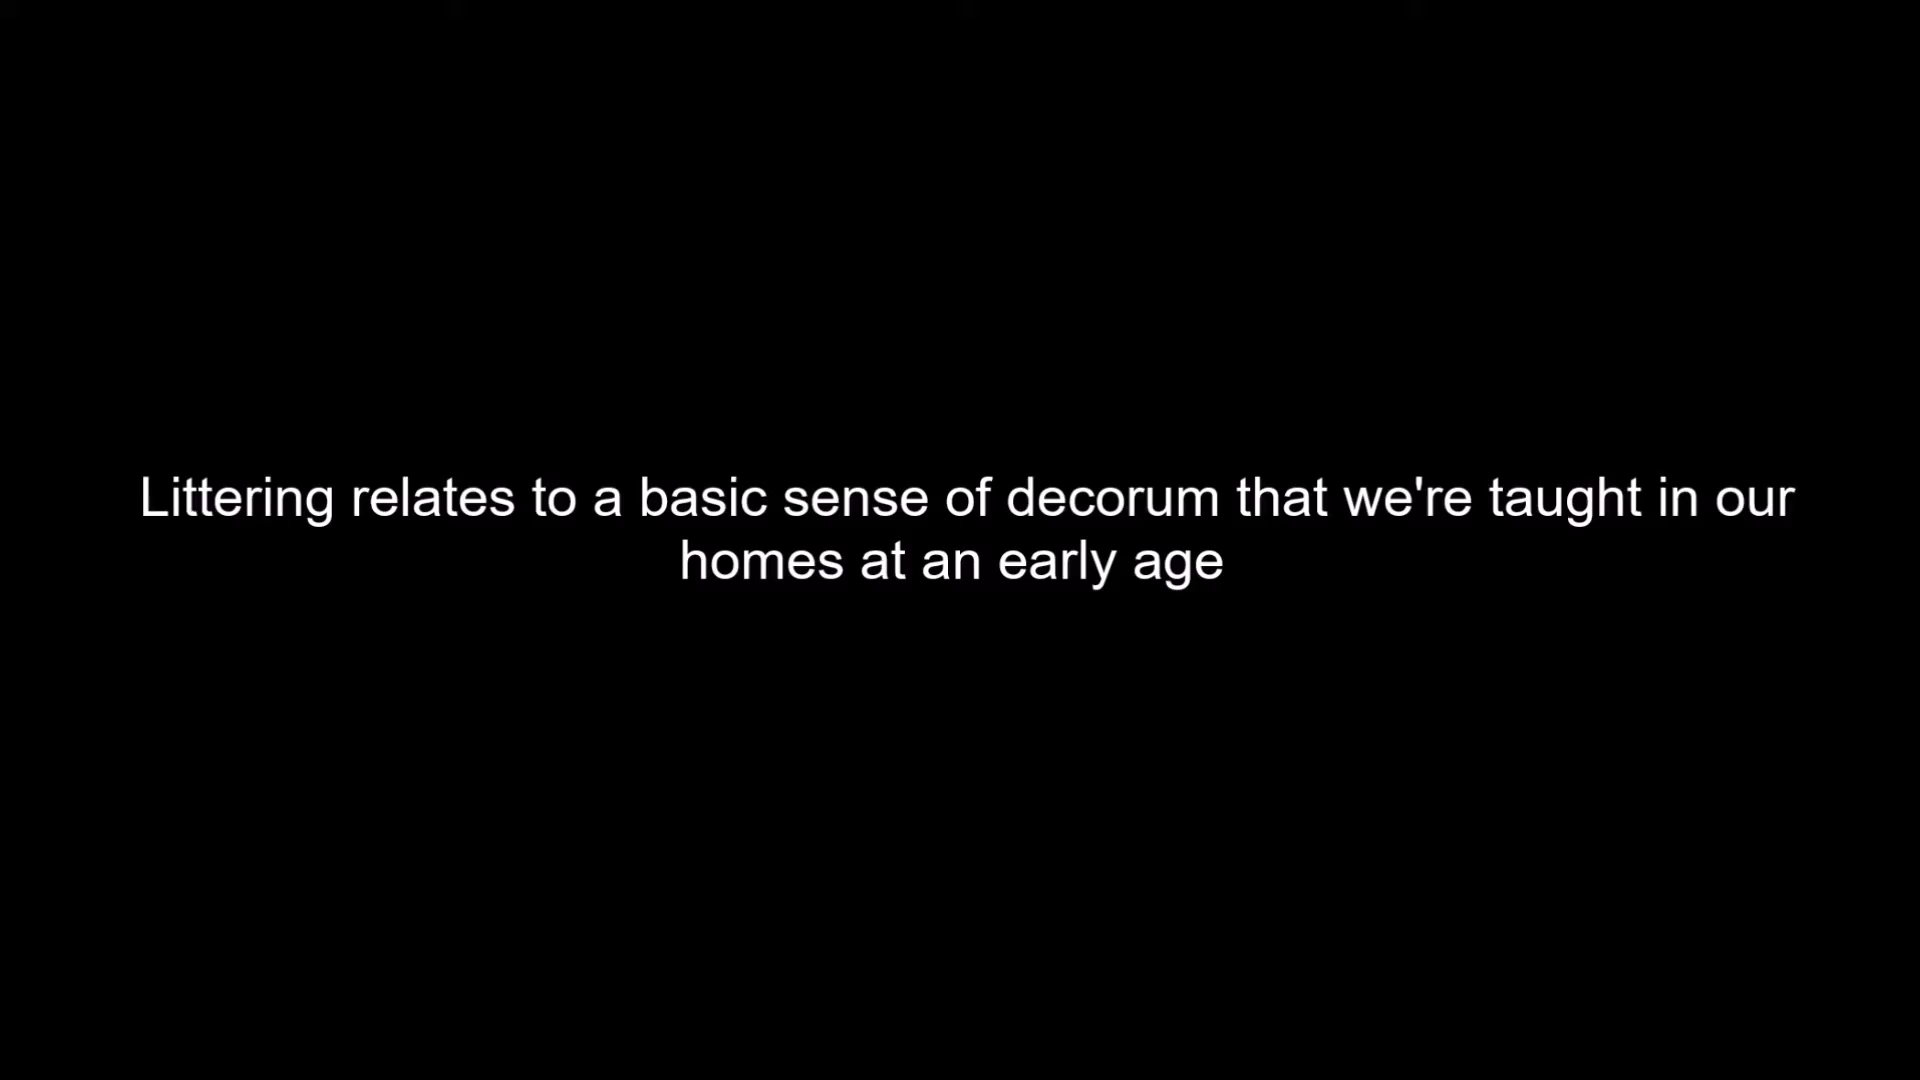 Littering relates to a basic sense of decorum that we're taught in our
homes at an early age